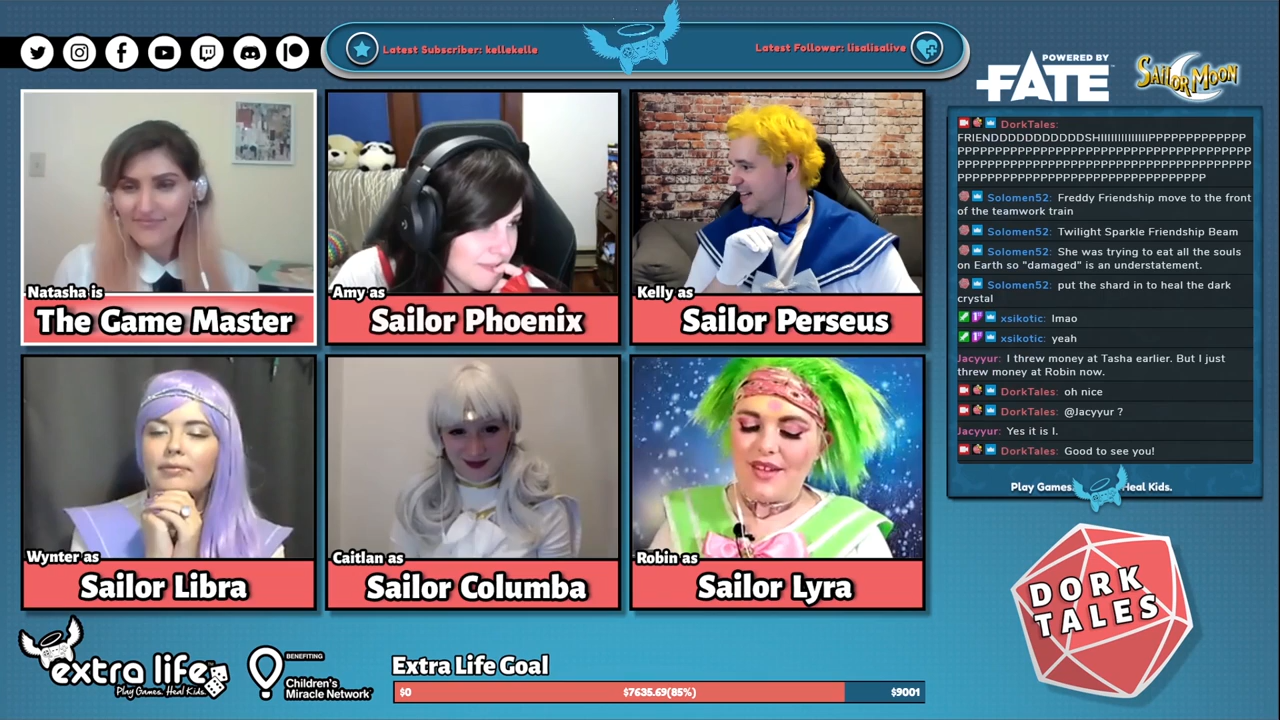 Latest Subscriber: kellekelle
Latest Follower: lisalisalive
POWERED BY
FATE™
SAILOR MOON
Natasha is
The Game Master
Amy as
Sailor Phoenix
Kelly as
Sailor Perseus
Wynter as
Sailor Libra
Caitlan as
Sailor Columba
Robin as
Sailor Lyra
DorkTales:
FRIENDDDDDDDDDDDSHIIIIIIIIIIIIIIPPPPPPPPPPPPPP
PPPPPPPPPPPPPPPPPPPPPPPPPPPPPPPPPPPPPPPPPP
PPPPPPPPPPPPPPPPPPPPPPPPPPPPPPPPPPPPPPPPPP
PPPPPPPPPPPPPPPPPPPPPPPPPPPPPPPPPPP
Solomen52: Freddy Friendship move to the front
of the teamwork train
Solomen52: Twilight Sparkle Friendship Beam
Solomen52: She was trying to eat all the souls
on Earth so "damaged" is an understatement.
Solomen52: put the shard in to heal the dark
crystal
xsikotic: lmao
xsikotic: yeah
Jacyyur: I threw money at Tasha earlier. But I just
threw money at Robin now.
DorkTales: oh nice
DorkTales: @Jacyyur ?
Jacyyur: Yes it is I.
DorkTales: Good to see you!
Play Games. Heal Kids.
DORK
TALES
extra life
Play Games. Heal Kids.
BENEFITING
Children's
Miracle Network
Extra Life Goal
$0
$7635.69(85%)
$9001